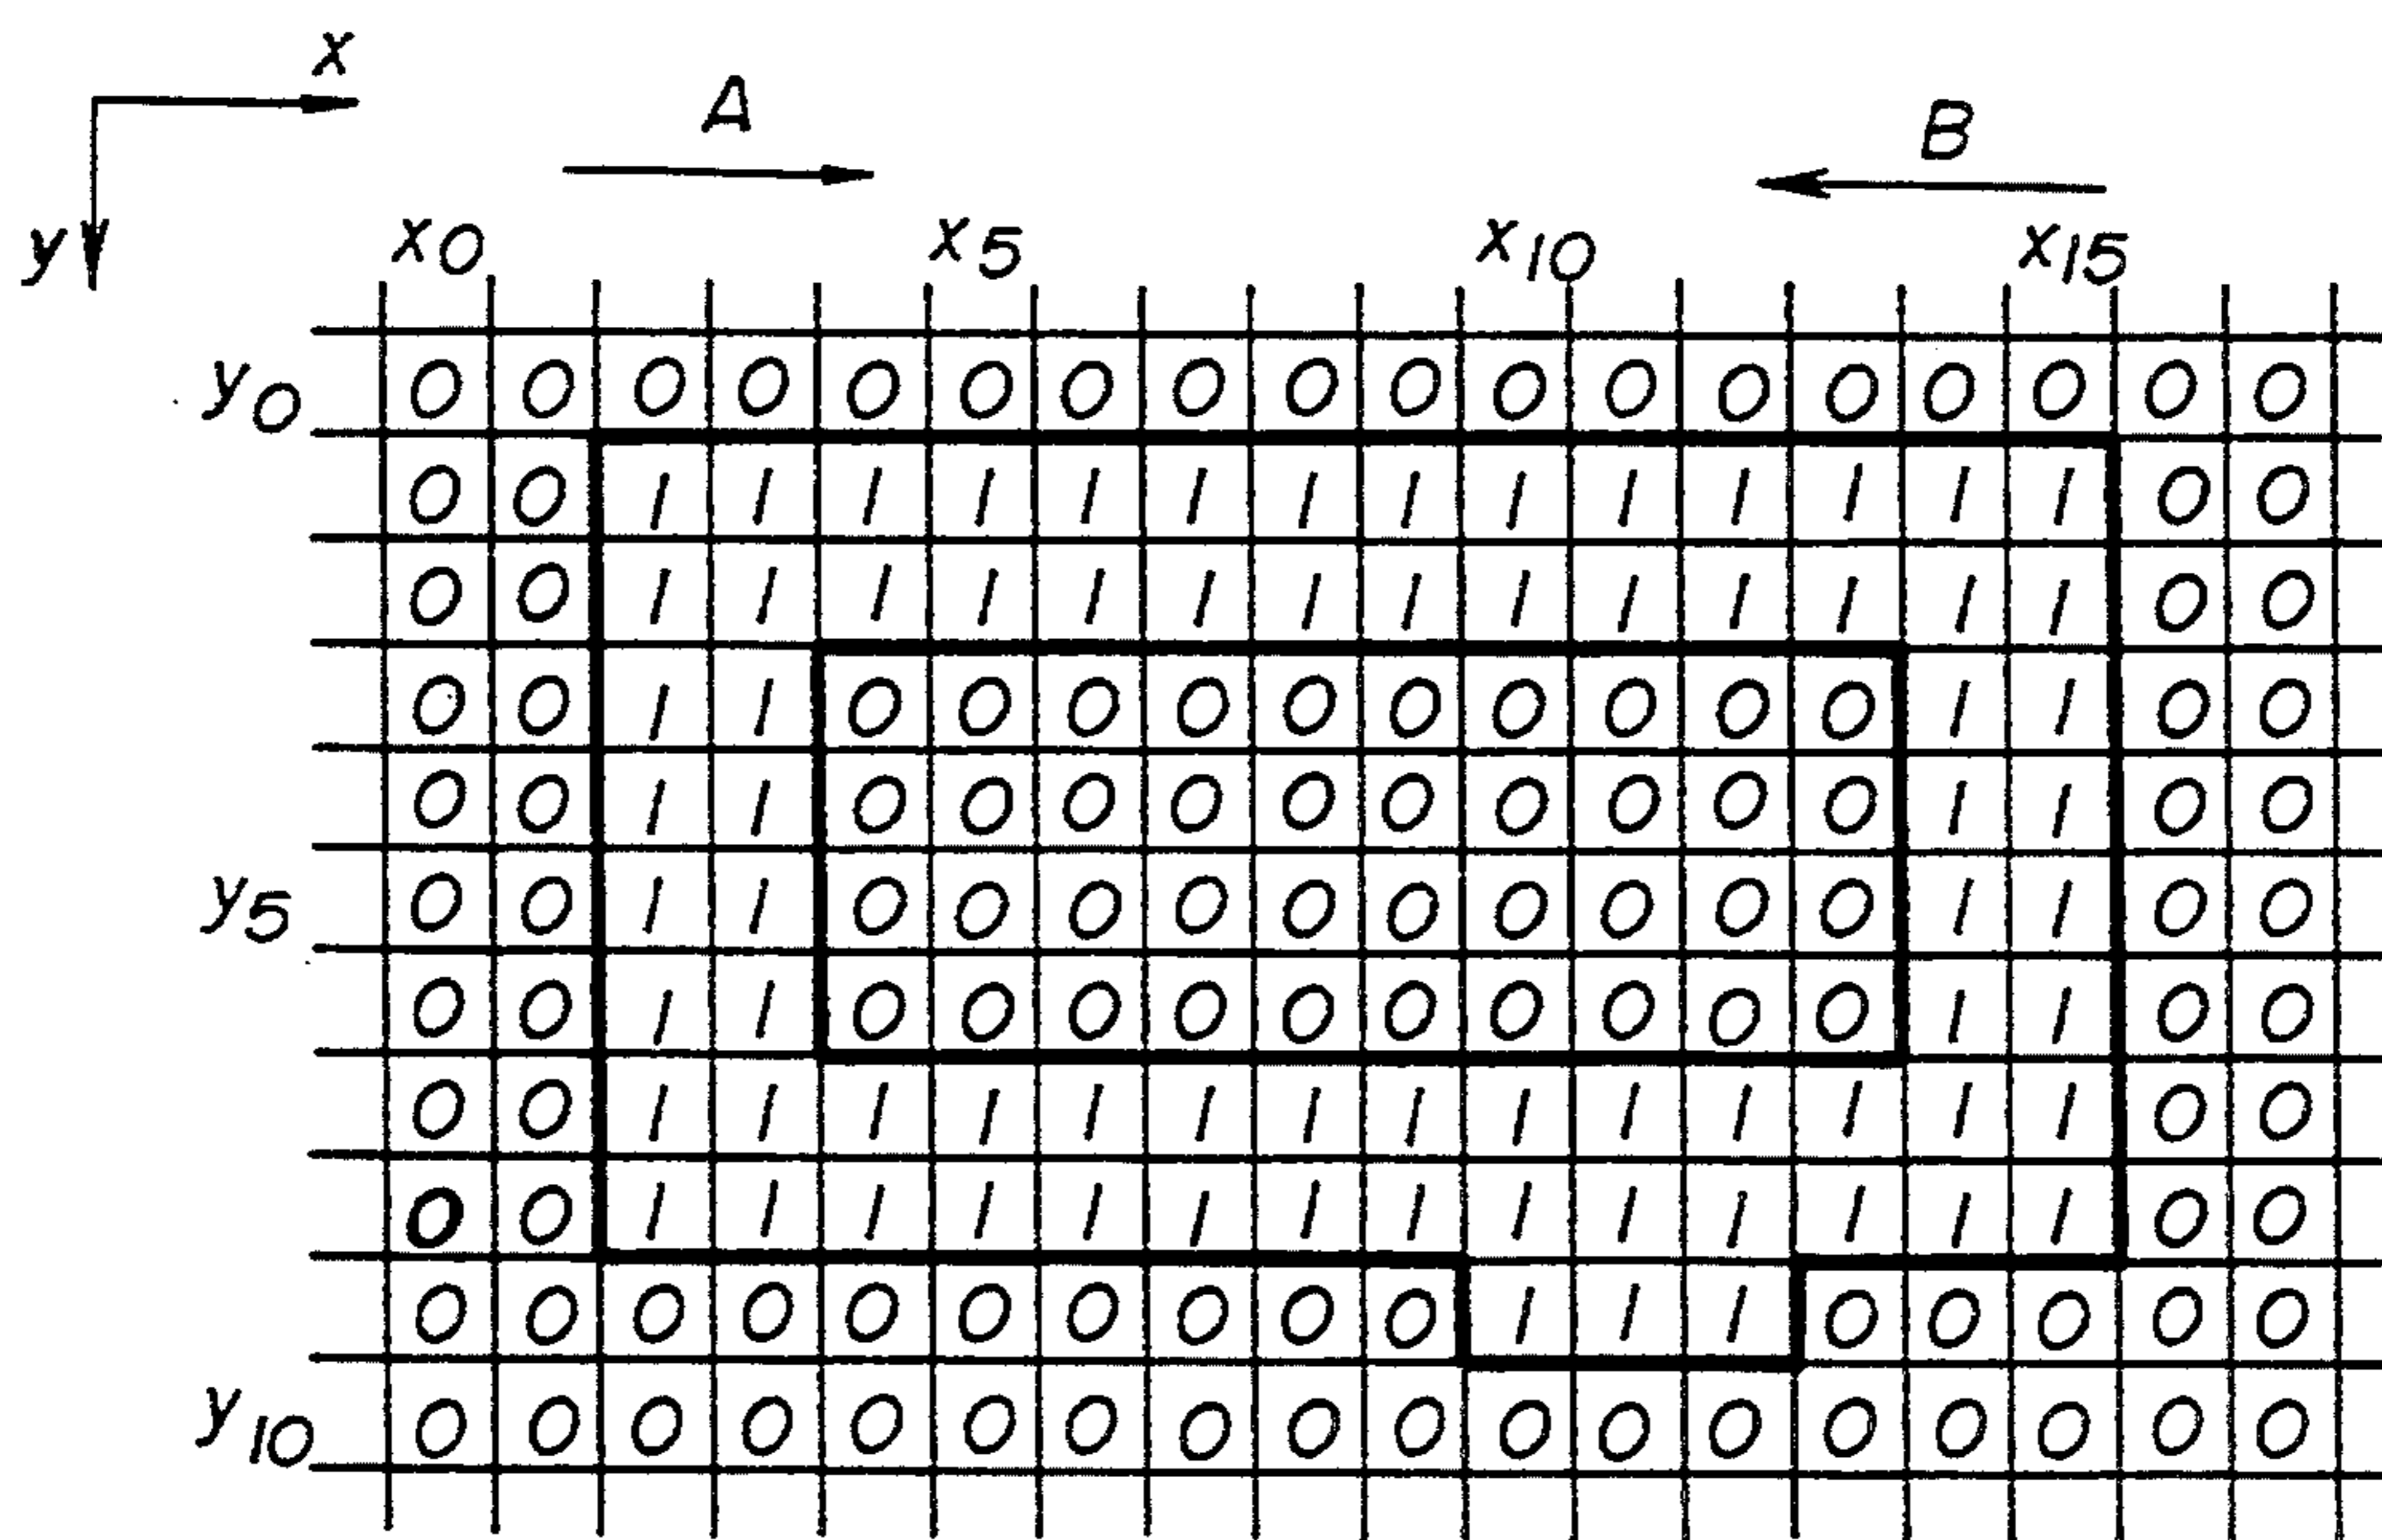 x
A
B
y
x0 x5 x10 x15
y0 0 0 0 0 0 0 0 0 0 0 0 0 0 0 0 0 0 0
0 0 1 1 1 1 1 1 1 1 1 1 1 1 1 1 0 0
0 0 1 1 1 1 1 1 1 1 1 1 1 1 1 1 0 0
0 0 1 1 0 0 0 0 0 0 0 0 0 0 1 1 0 0
0 0 1 1 0 0 0 0 0 0 0 0 0 0 1 1 0 0
y5 0 0 1 1 0 0 0 0 0 0 0 0 0 0 1 1 0 0
0 0 1 1 0 0 0 0 0 0 0 0 0 0 1 1 0 0
0 0 1 1 1 1 1 1 1 1 1 1 1 1 1 1 0 0
0 0 1 1 1 1 1 1 1 1 1 1 1 1 1 1 0 0
0 0 0 0 0 0 0 0 0 0 1 1 1 0 0 0 0 0
y10 0 0 0 0 0 0 0 0 0 0 0 0 0 0 0 0 0 0